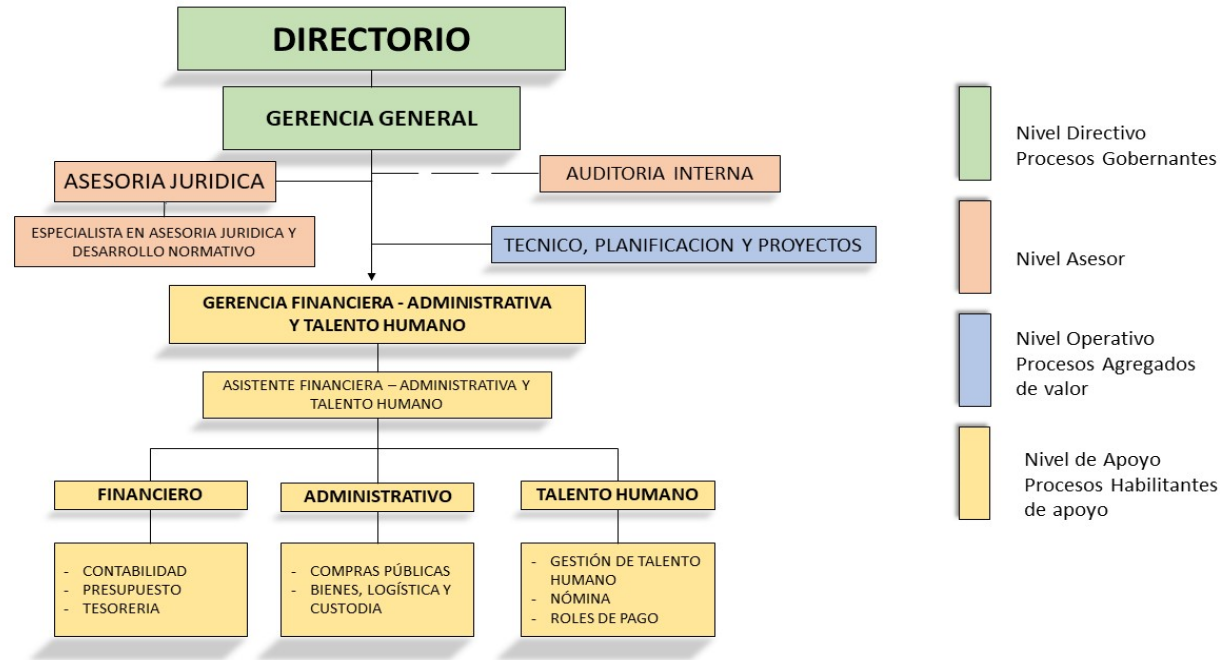 DIRECTORIO
GERENCIA GENERAL
ASESORIA JURIDICA
AUDITORIA INTERNA
ESPECIALISTA EN ASESORIA JURIDICA Y
DESARROLLO NORMATIVO
TECNICO, PLANIFICACION Y PROYECTOS
GERENCIA FINANCIERA - ADMINISTRATIVA
Y TALENTO HUMANO
ASISTENTE FINANCIERA – ADMINISTRATIVA Y
TALENTO HUMANO
FINANCIERO
ADMINISTRATIVO
TALENTO HUMANO
- CONTABILIDAD
- PRESUPUESTO
- TESORERIA
- COMPRAS PÚBLICAS
- BIENES, LOGÍSTICA Y
CUSTODIA
- GESTIÓN DE TALENTO
HUMANO
- NÓMINA
- ROLES DE PAGO
Nivel Directivo
Procesos Gobernantes
Nivel Asesor
Nivel Operativo
Procesos Agregados
de valor
Nivel de Apoyo
Procesos Habilitantes
de apoyo